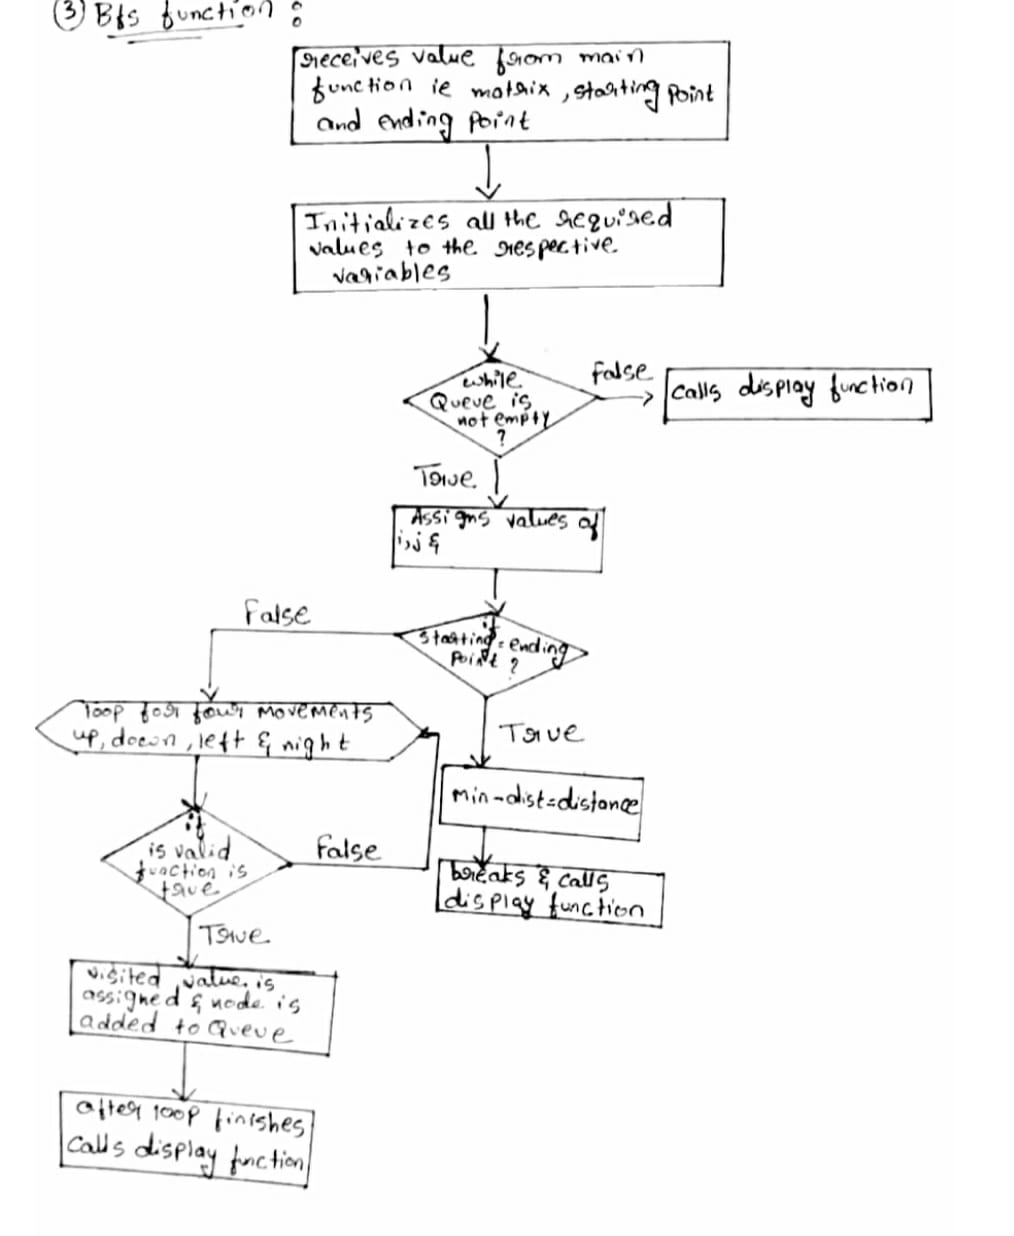 ③ Bfs function :
receives value from main
function ie matrix, starting point
and ending point
Initializes all the required
values to the respective
variables
while
Queue is
not empty
?
False
calls display function
True
Assigns values of
i,j &
False
if
starting = ending
point ?
loop for four movements
up, down, left & right
True
min-dist=distance
if
is valid
function is
true
False
breaks & calls
display function
True
visited value is
assigned & node is
added to Queue
after loop finishes
calls display function